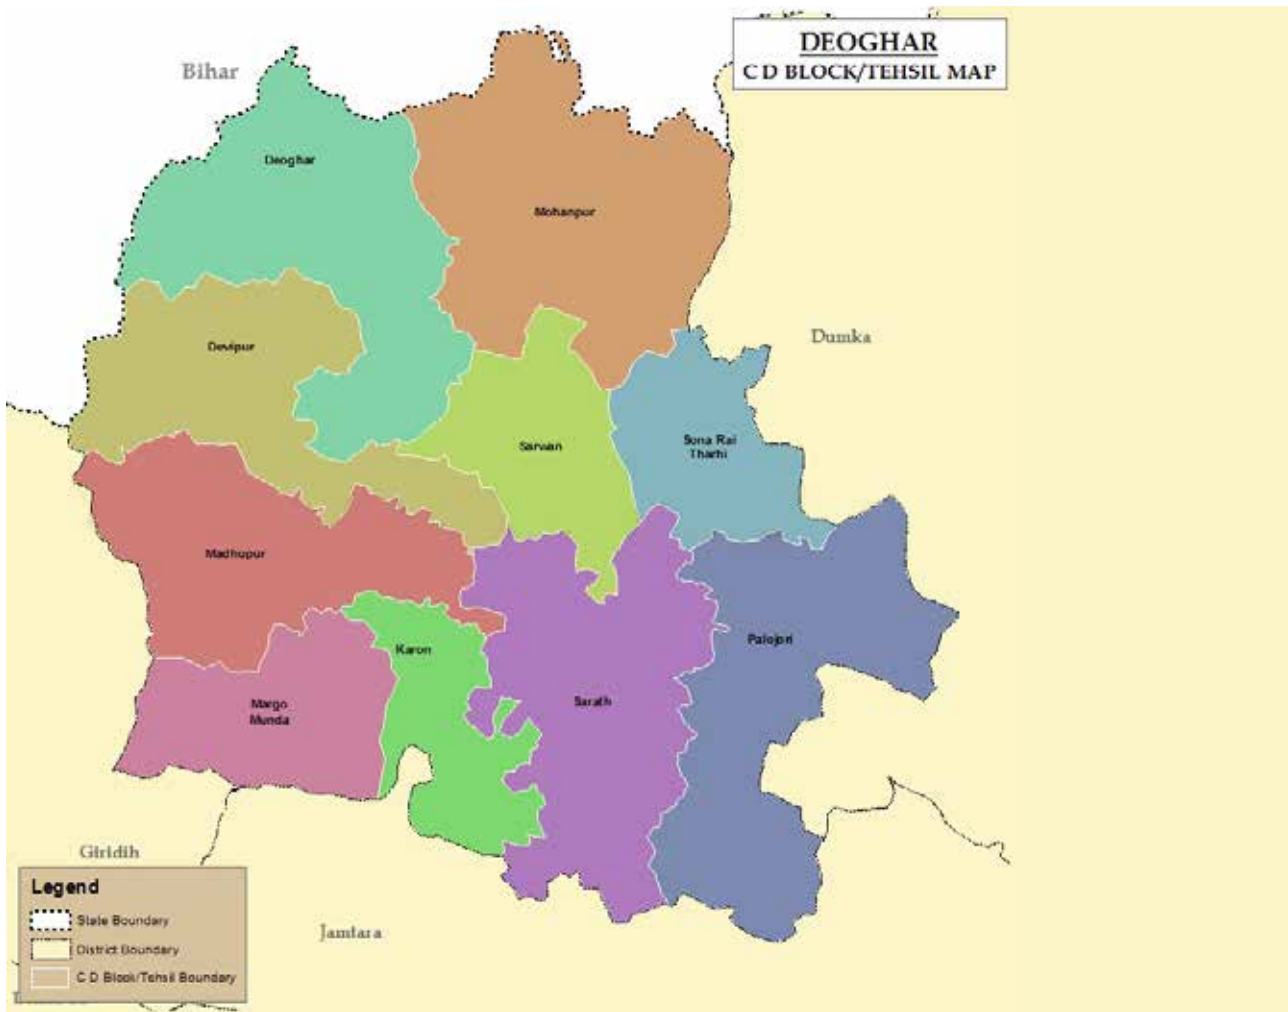 DEOGHAR
C D BLOCK/TEHSIL MAP
Bihar
Deoghar
Mohanpur
Devipur
Dumka
Sarwan
Sona Rai
Tharhi
Madhupur
Karon
Palojori
Margo
Munda
Sarath
Giridih
Jamtara
Legend
State Boundary
District Boundary
C D Block/Tehsil Boundary